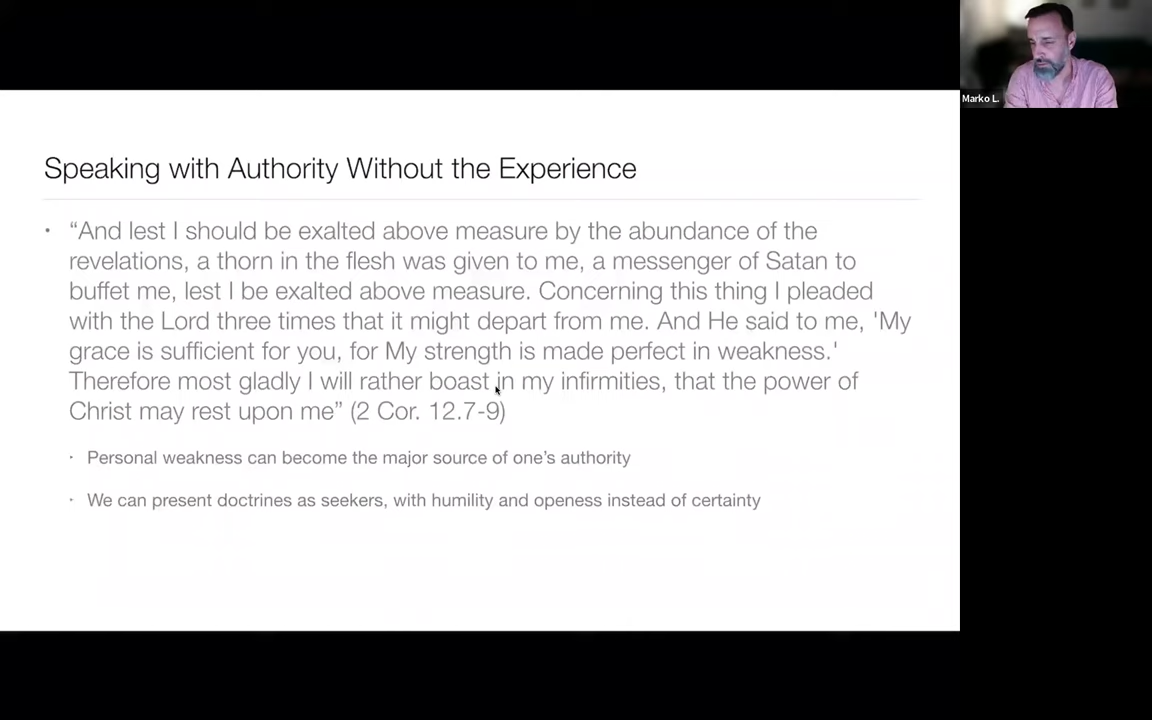 Speaking with Authority Without the Experience
• “And lest I should be exalted above measure by the abundance of the
revelations, a thorn in the flesh was given to me, a messenger of Satan to
buffet me, lest I be exalted above measure. Concerning this thing I pleaded
with the Lord three times that it might depart from me. And He said to me, 'My
grace is sufficient for you, for My strength is made perfect in weakness.'
Therefore most gladly I will rather boast in my infirmities, that the power of
Christ may rest upon me” (2 Cor. 12.7-9)
• Personal weakness can become the major source of one’s authority
• We can present doctrines as seekers, with humility and openess instead of certainty
Marko L.